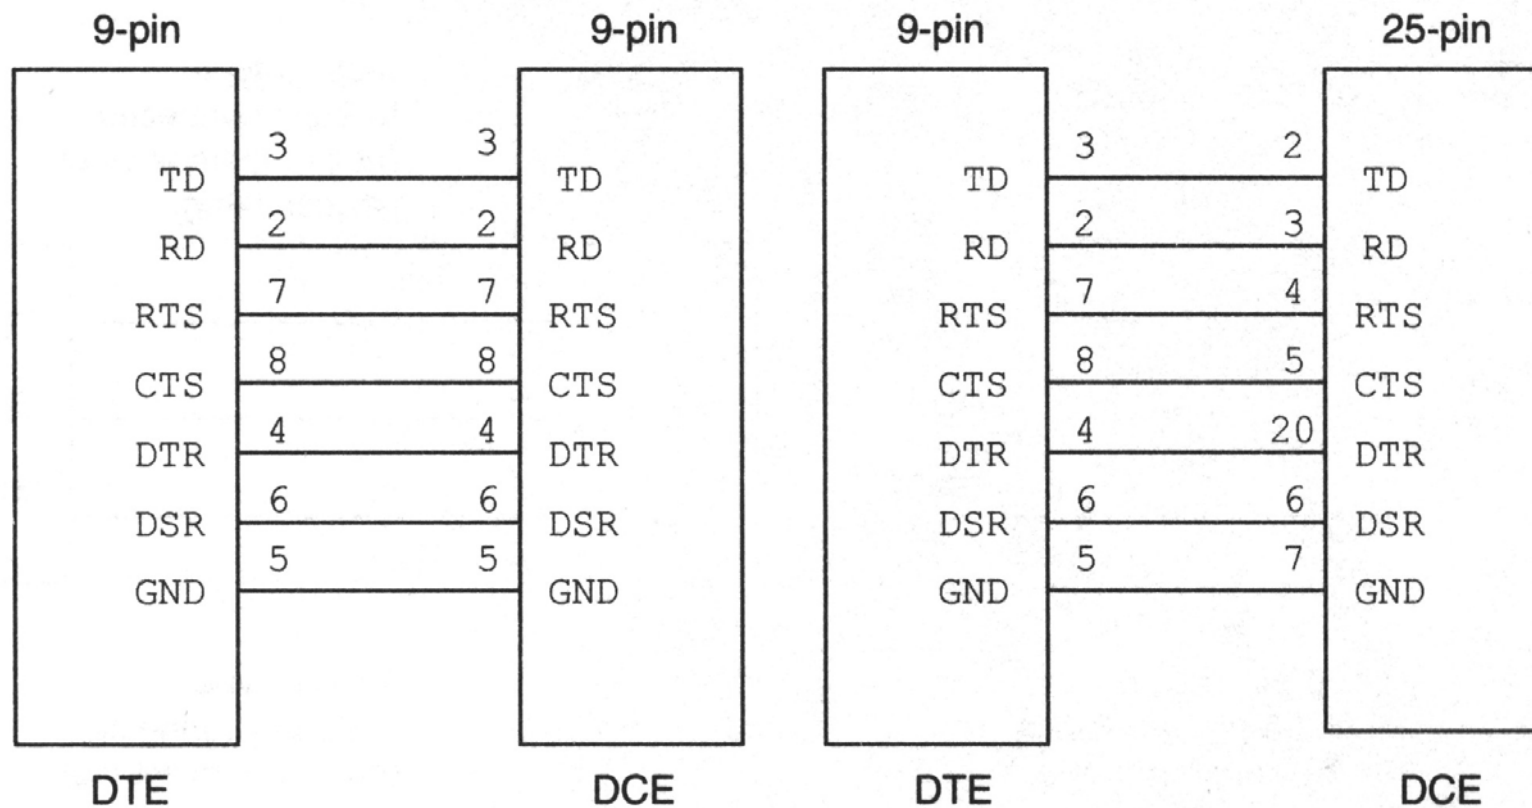 9-pin 9-pin 9-pin 25-pin
3 3 3 2
TD TD TD TD
2 2 2 3
RD RD RD RD
7 7 7 4
RTS RTS RTS RTS
8 8 8 5
CTS CTS CTS CTS
4 4 4 20
DTR DTR DTR DTR
6 6 6 6
DSR DSR DSR DSR
5 5 5 7
GND GND GND GND
DTE DCE DTE DCE